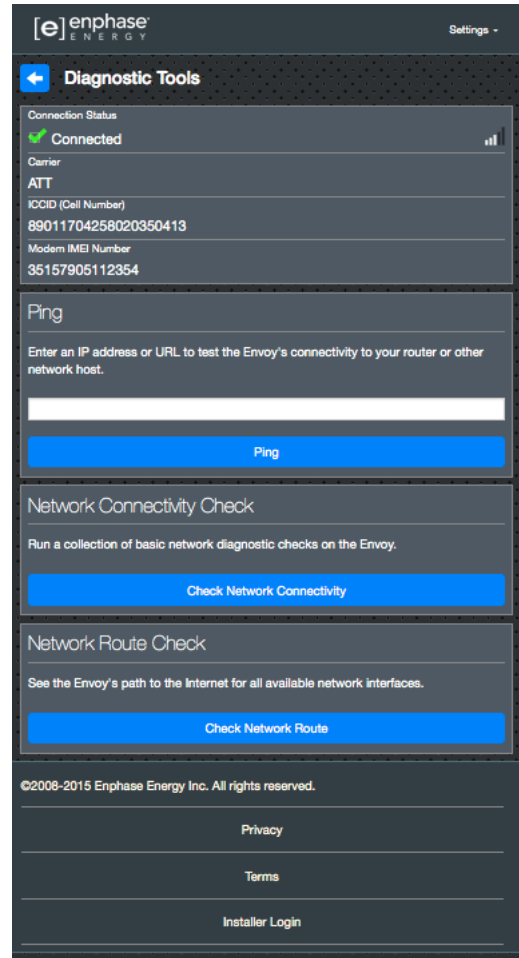 [e] enphase
ENERGY
Settings
Diagnostic Tools
Connection Status
Connected
Carrier
ATT
ICCID (Cell Number)
89011704258020350413
Modem IMEI Number
35157905112354
Ping
Enter an IP address or URL to test the Envoy's connectivity to your router or other
network host.
Ping
Network Connectivity Check
Run a collection of basic network diagnostic checks on the Envoy.
Check Network Connectivity
Network Route Check
See the Envoy's path to the Internet for all available network interfaces.
Check Network Route
©2008-2015 Enphase Energy Inc. All rights reserved.
Privacy
Terms
Installer Login